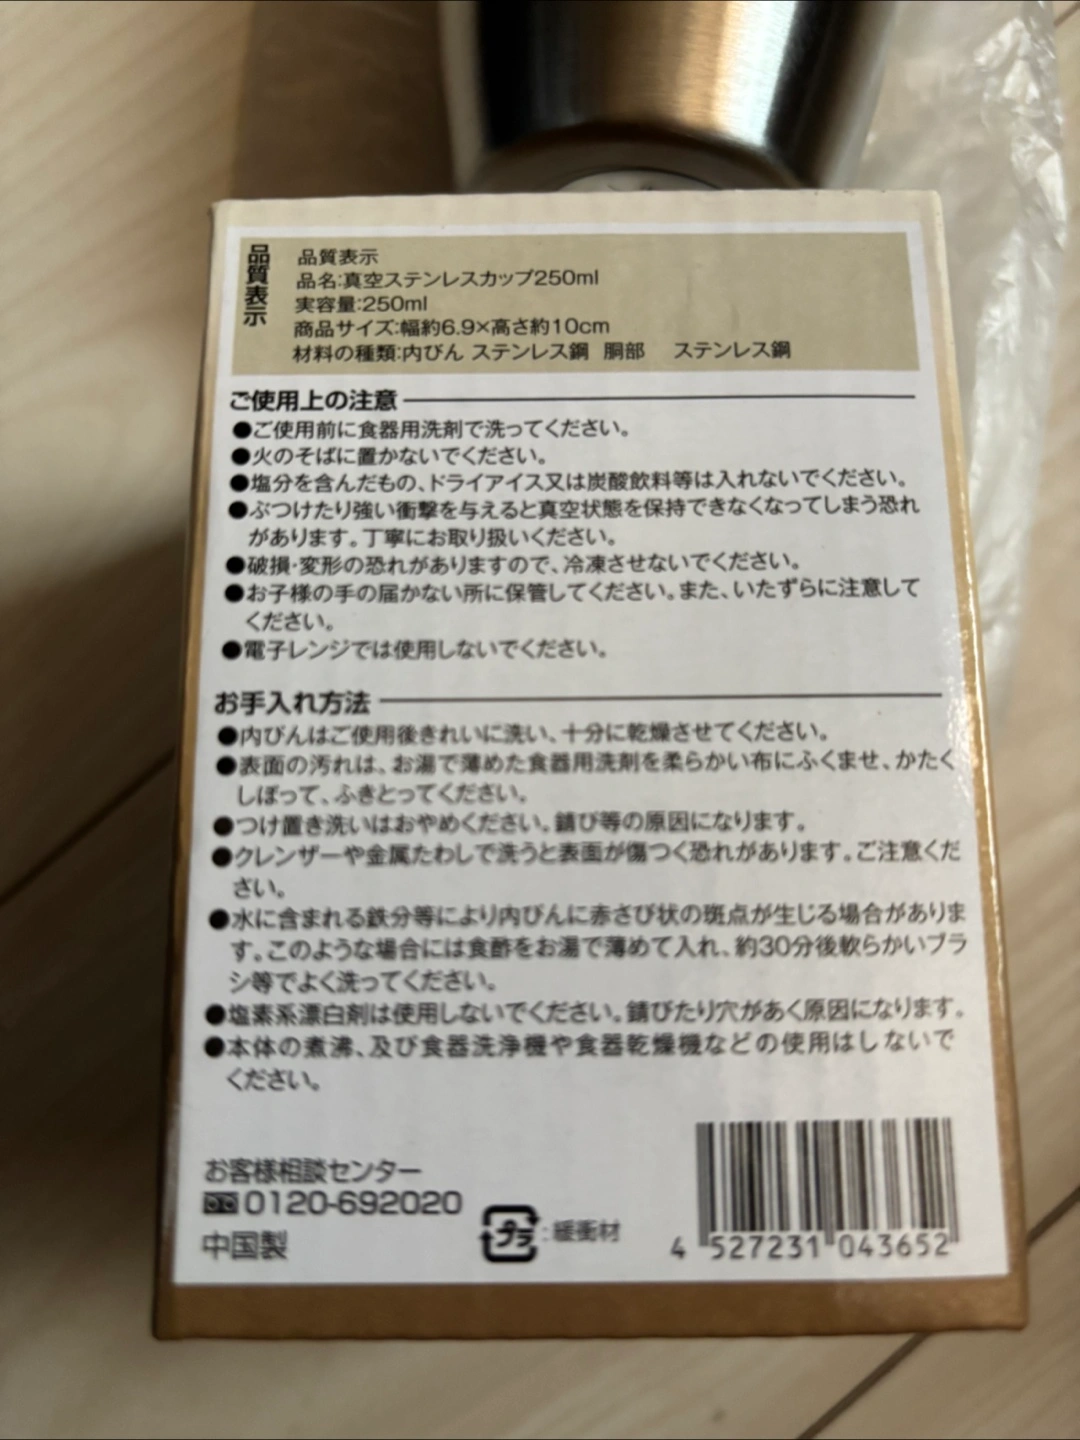 品質表示
品質表示
品名:真空ステンレスカップ250ml
実容量:250ml
商品サイズ:幅約6.9×高さ約10cm
材料の種類:内びん ステンレス鋼 胴部 ステンレス鋼
ご使用上の注意
●ご使用前に食器用洗剤で洗ってください。
●火のそばに置かないでください。
●塩分を含んだもの、ドライアイス又は炭酸飲料等は入れないでください。
●ぶつけたり強い衝撃を与えると真空状態を保持できなくなってしまう恐れ
があります。丁寧にお取り扱いください。
●破損・変形の恐れがありますので、冷凍させないでください。
●お子様の手の届かない所に保管してください。また、いたずらに注意して
ください。
●電子レンジでは使用しないでください。
お手入れ方法
●内びんはご使用後きれいに洗い、十分に乾燥させてください。
●表面の汚れは、お湯で薄めた食器用洗剤を柔らかい布にふくませ、かたく
しぼって、ふきとってください。
●つけ置き洗いはおやめください。錆び等の原因になります。
●クレンザーや金属たわしで洗うと表面が傷つく恐れがあります。ご注意くだ
さい。
●水に含まれる鉄分等により内びんに赤さび状の斑点が生じる場合がありま
す。このような場合には食酢をお湯で薄めて入れ、約30分後軟らかいブラ
シ等でよく洗ってください。
●塩素系漂白剤は使用しないでください。錆びたり穴があく原因になります。
●本体の煮沸、及び食器洗浄機や食器乾燥機などの使用はしないで
ください。
お客様相談センター
0120-692020
中国製
プラ:緩衝材
4 527231 043652